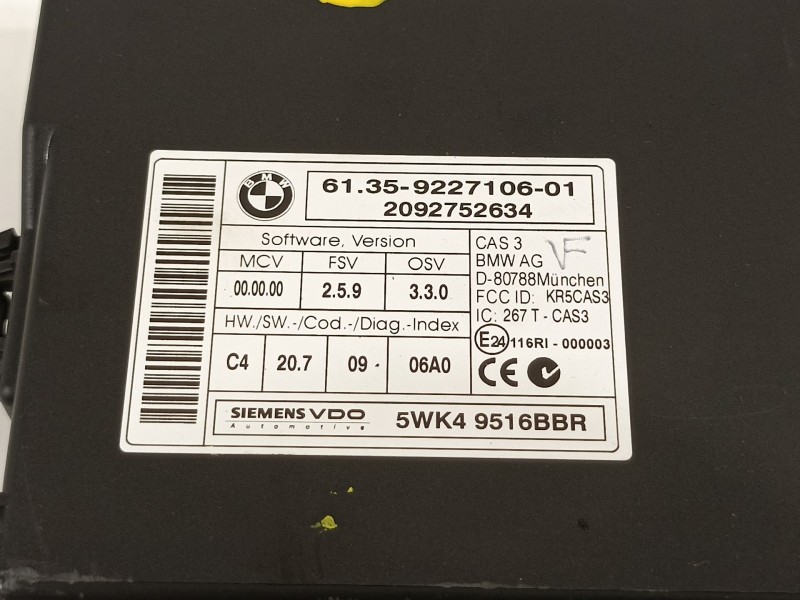 BMW
61.35-9227106-01
2092752634
Software, Version
MCV FSV OSV
00.00.00 2.5.9 3.3.0
HW./SW.-/Cod.-/Diag.-Index
C4 20.7 09 06A0
CAS 3
BMW AG
VF
D-80788München
FCC ID: KR5CAS3
IC: 267 T - CAS3
E24 116RI - 000003
CE
SIEMENS VDO
Automotive
5WK4 9516BBR